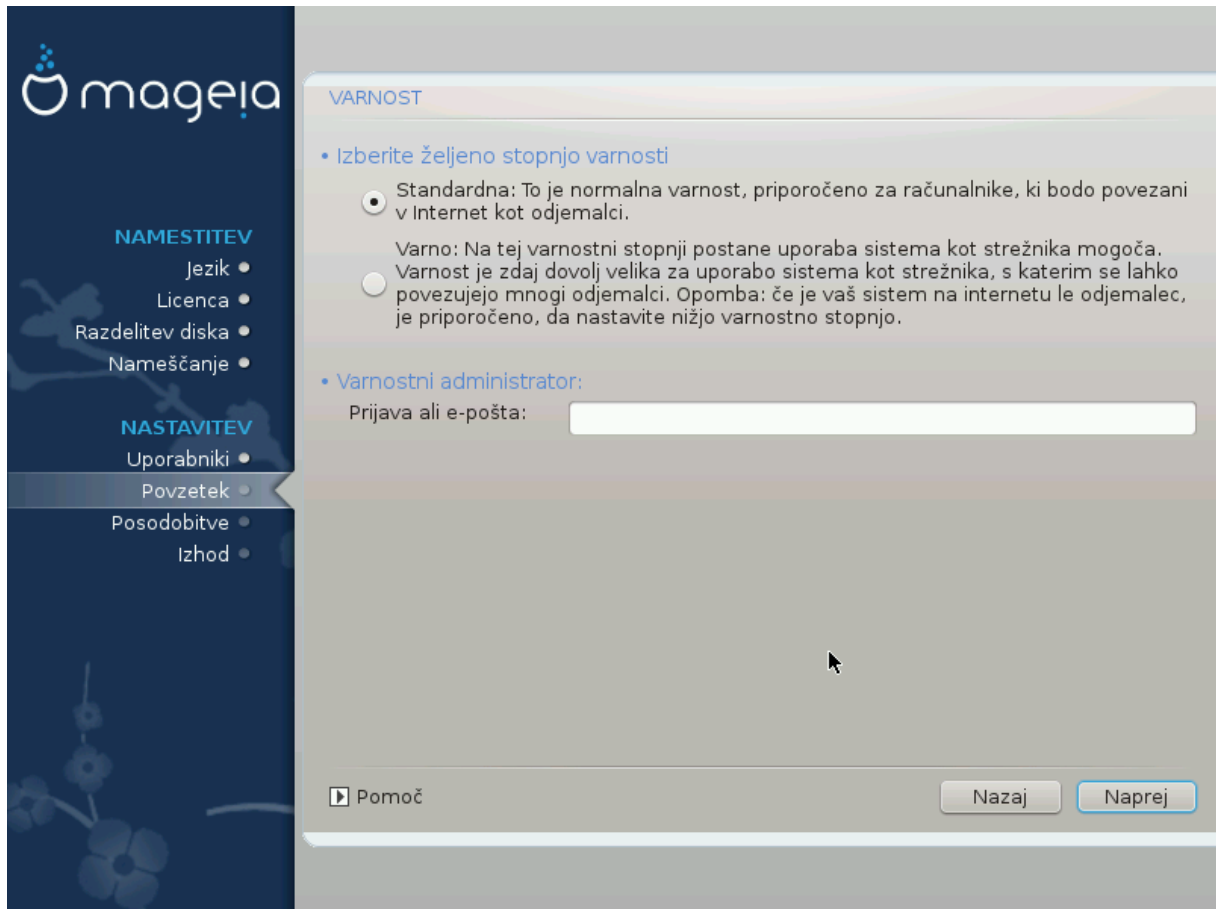 mageia
NAMESTITEV
Jezik
Licenca
Razdelitev diska
Nameščanje
NASTAVITEV
Uporabniki
Povzetek
Posodobitve
Izhod
VARNOST
• Izberite željeno stopnjo varnosti
Standardna: To je normalna varnost, priporočeno za računalnike, ki bodo povezani
v Internet kot odjemalci.
Varno: Na tej varnostni stopnji postane uporaba sistema kot strežnika mogoča.
Varnost je zdaj dovolj velika za uporabo sistema kot strežnika, s katerim se lahko
povezujejo mnogi odjemalci. Opomba: če je vaš sistem na internetu le odjemalec,
je priporočeno, da nastavite nižjo varnostno stopnjo.
• Varnostni administrator:
Prijava ali e-pošta:
Pomoč
Nazaj
Naprej